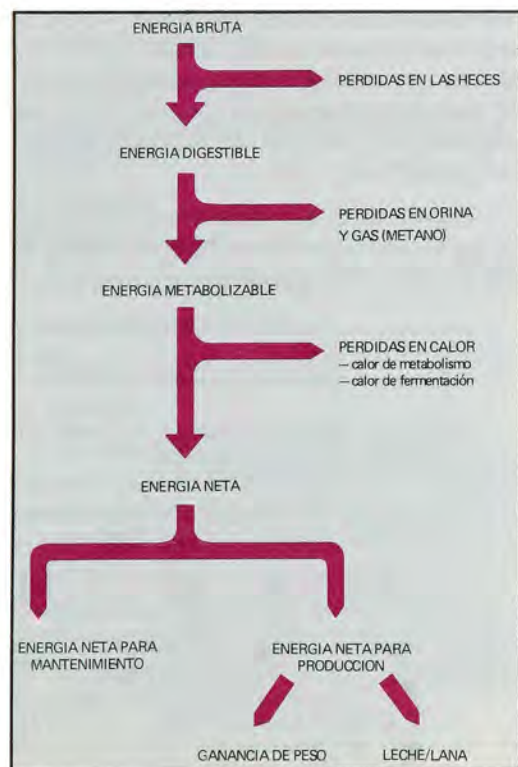 ENERGIA BRUTA
PERDIDAS EN LAS HECES
ENERGIA DIGESTIBLE
PERDIDAS EN ORINA
Y GAS (METANO)
ENERGIA METABOLIZABLE
PERDIDAS EN CALOR
— calor de metabolismo
— calor de fermentación
ENERGIA NETA
ENERGIA NETA PARA
MANTENIMIENTO
ENERGIA NETA PARA
PRODUCCION
GANANCIA DE PESO
LECHE/LANA